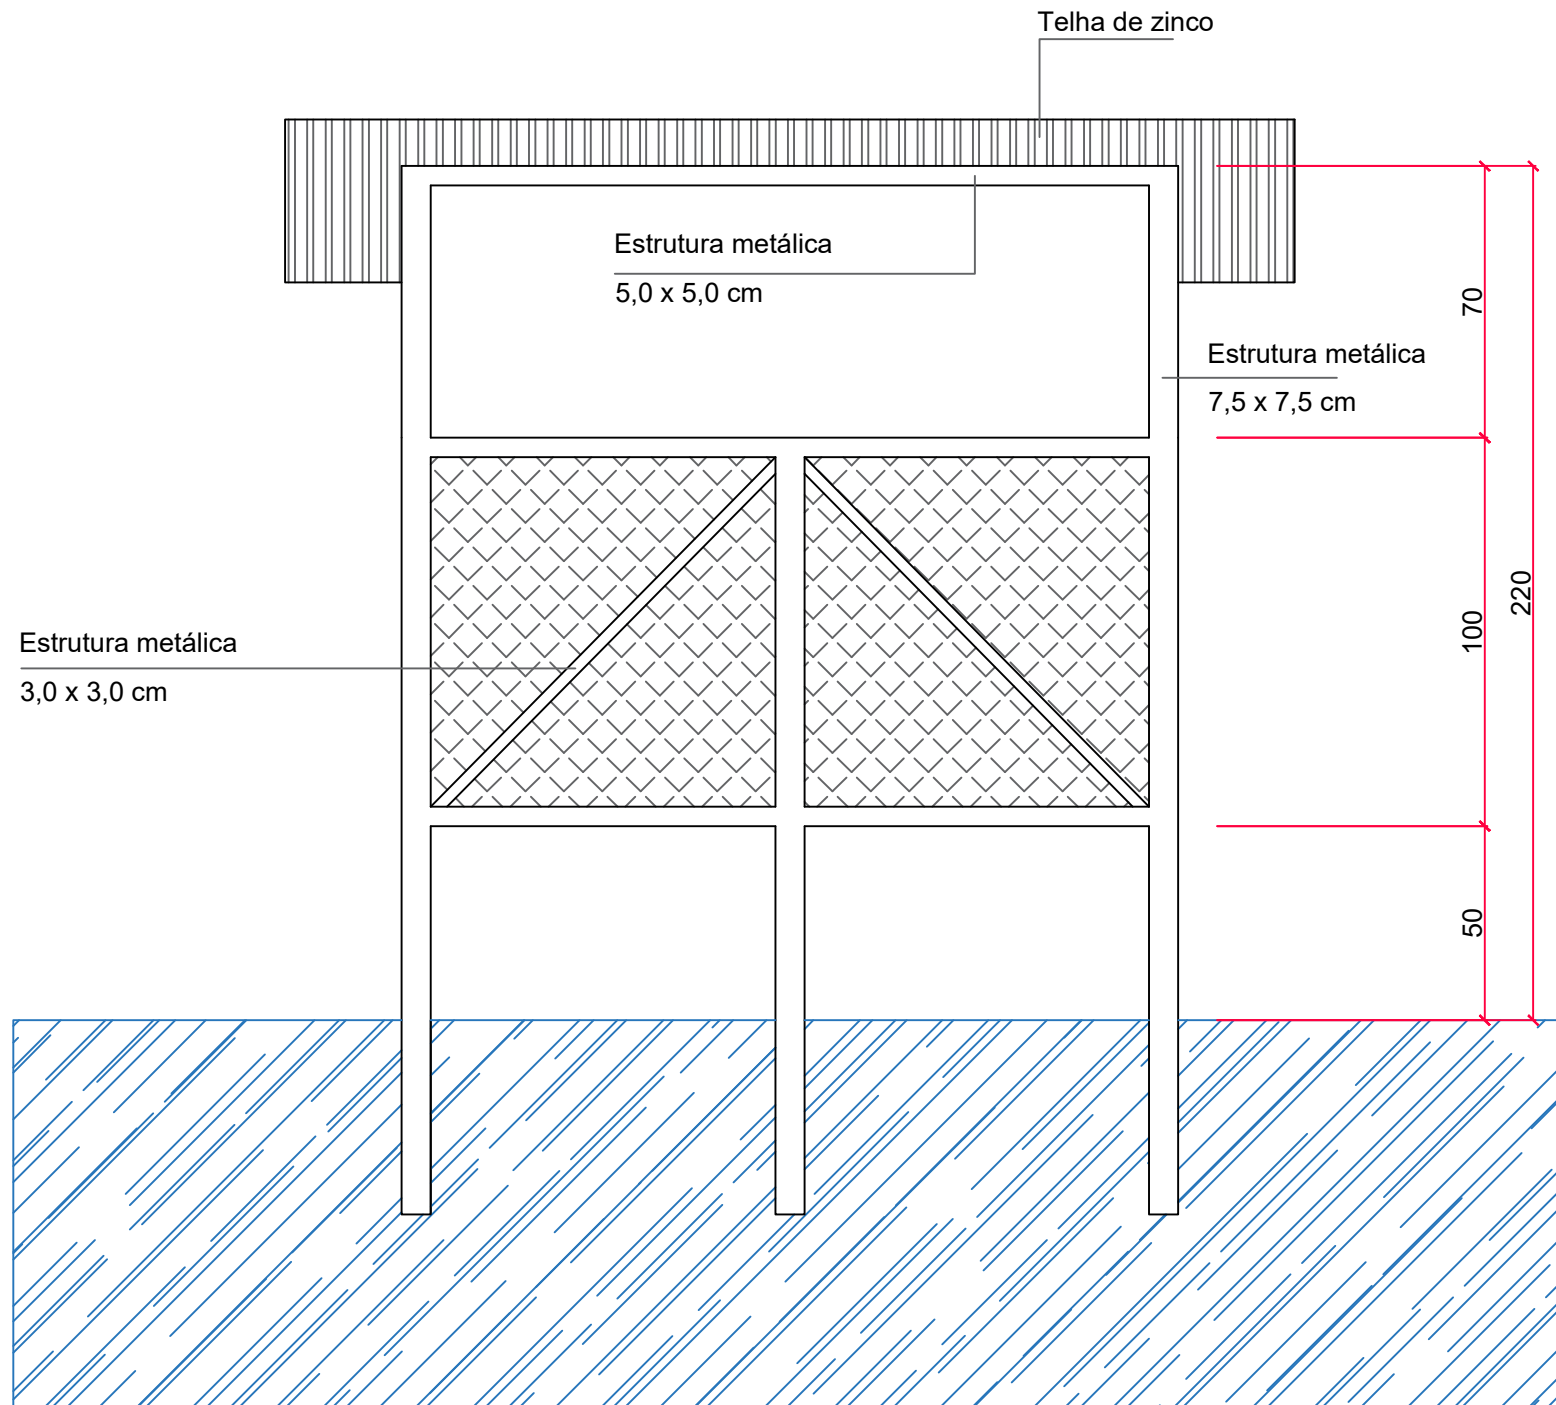 Telha de zinco
Estrutura metálica
5,0 x 5,0 cm
70
Estrutura metálica
7,5 x 7,5 cm
220
100
Estrutura metálica
3,0 x 3,0 cm
50